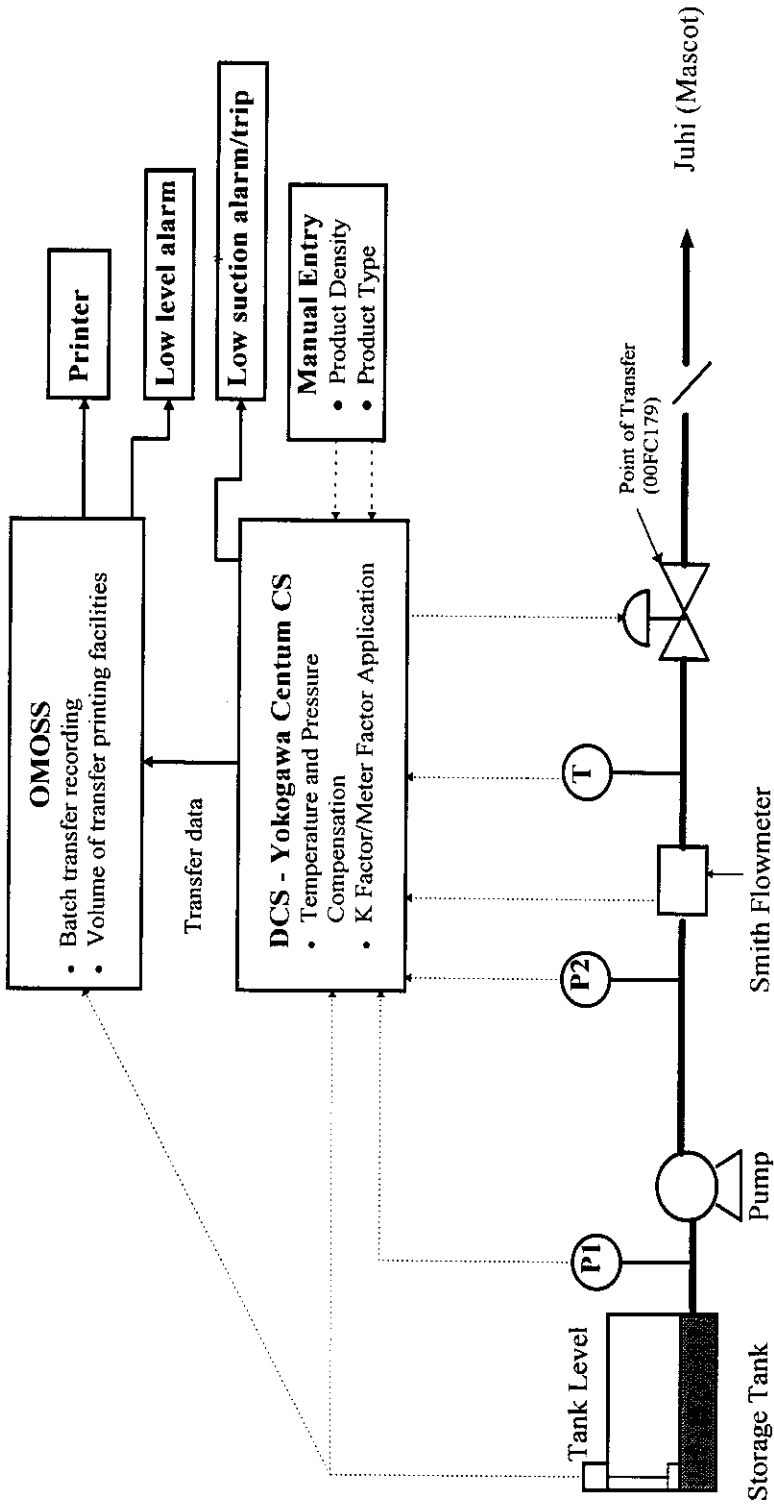 OMOSS
• Batch transfer recording
• Volume of transfer printing facilities
Printer
Low level alarm
Low suction alarm/trip
Transfer data
DCS - Yokogawa Centum CS
• Temperature and Pressure
Compensation
• K Factor/Meter Factor Application
Manual Entry
• Product Density
• Product Type
Tank Level
P1
P2
T
Point of Transfer
(00FC179)
Juhi (Mascot)
Storage Tank
Pump
Smith Flowmeter